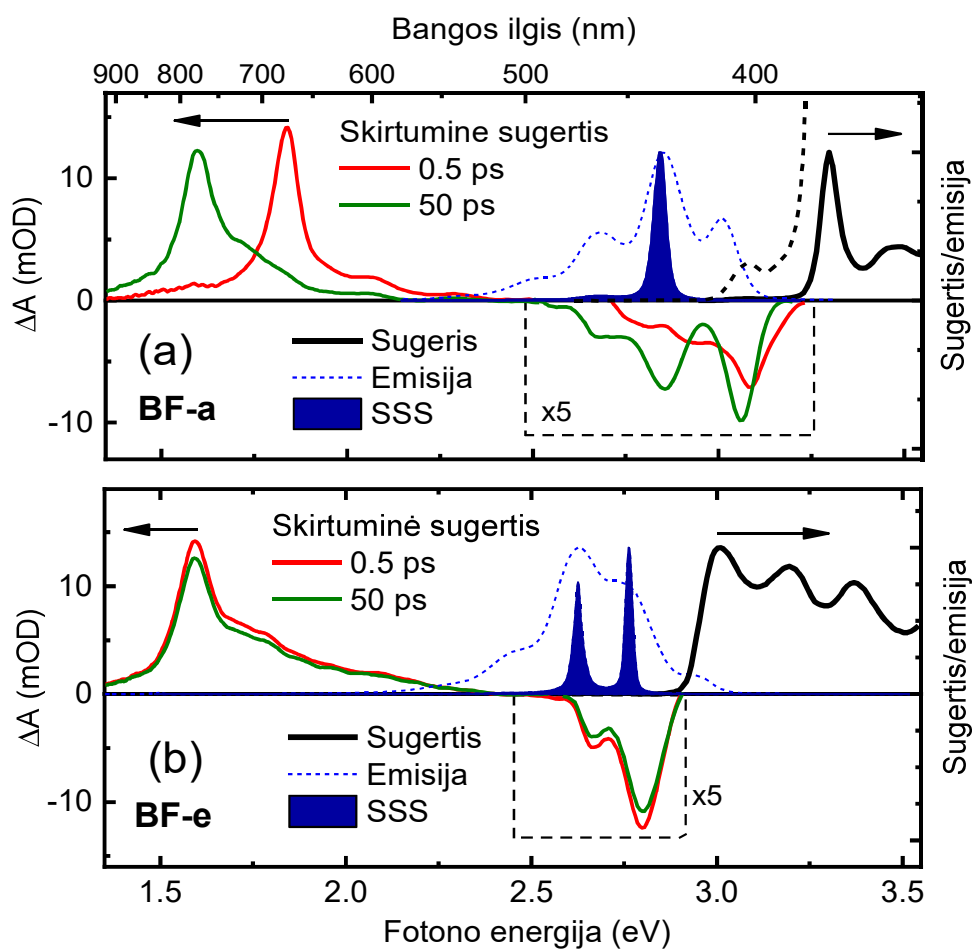 Bangos ilgis (nm)
900 800 700 600 500 400
Skirtumine sugertis
0.5 ps
50 ps
10
0
-10
ΔA (mOD)
Sugertis/emisija
(a)
BF-a
Sugeris
Emisija
SSS
x5
Skirtuminė sugertis
0.5 ps
50 ps
10
0
-10
ΔA (mOD)
Sugertis/emisija
(b)
BF-e
Sugertis
Emisija
SSS
x5
1.5 2.0 2.5 3.0 3.5
Fotono energija (eV)